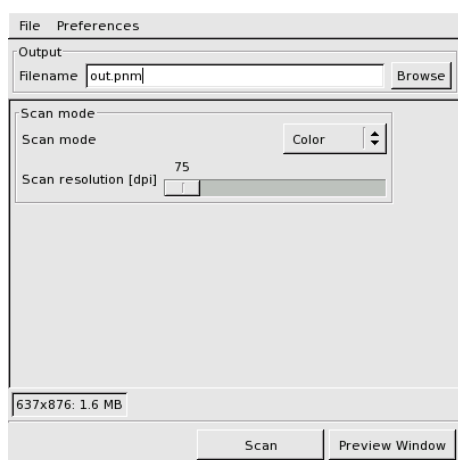 File Preferences
Output
Filename out.pnm Browse
Scan mode
Scan mode Color
75
Scan resolution [dpi]
637x876: 1.6 MB
Scan Preview Window